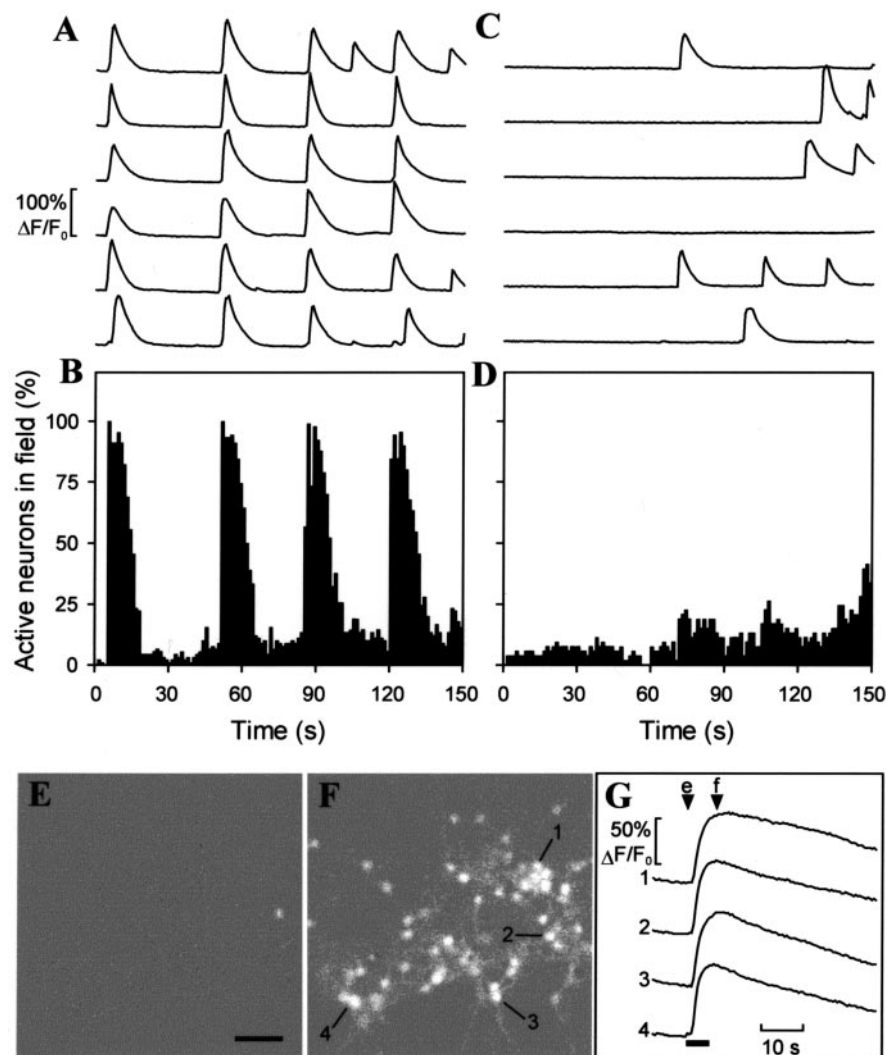 A
C
100%
ΔF/F₀
B
D
Active neurons in field (%)
100
75
50
25
0
0 30 60 90 120 150
0 30 60 90 120 150
Time (s)
Time (s)
E
F
1
2
3
4
G
e f
50%
ΔF/F₀
1
2
3
4
10 s